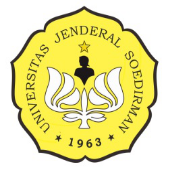 UNIVERSITAS JENDERAL SOEDIRMAN
* 1963 *